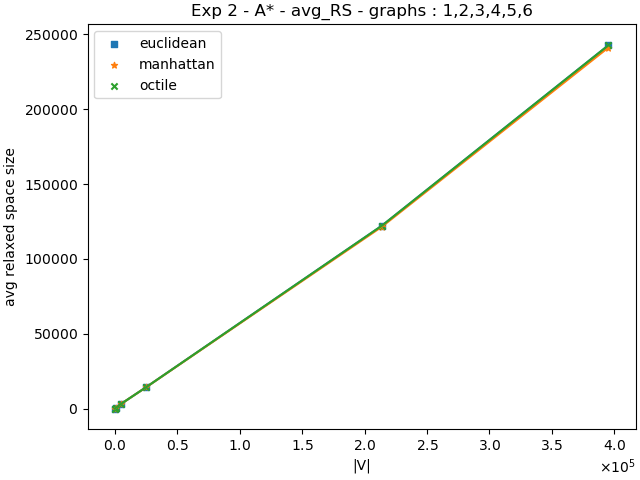 Exp 2 - A* - avg_RS - graphs : 1,2,3,4,5,6
euclidean
manhattan
octile
avg relaxed space size
250000
200000
150000
100000
50000
0
0.0 0.5 1.0 1.5 2.0 2.5 3.0 3.5 4.0
|V|
×10⁵